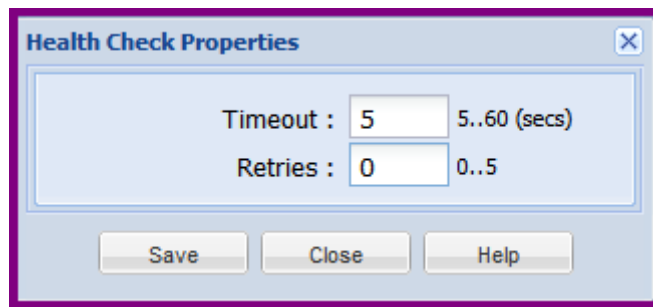 Health Check Properties
Timeout : 5 5..60 (secs)
Retries : 0 0..5
Save Close Help